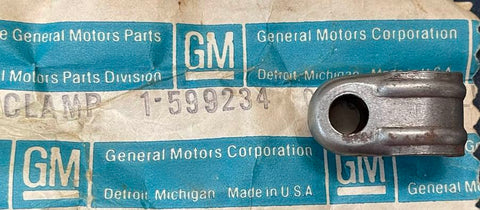 e General Motors Parts
GM
General Motors Corporation
l Motors Parts Division
Detroit, Michigan
CLAMP 1-599234
GM
General Motors Corporation
Detroit, Michigan Made in U.S.A.
GM